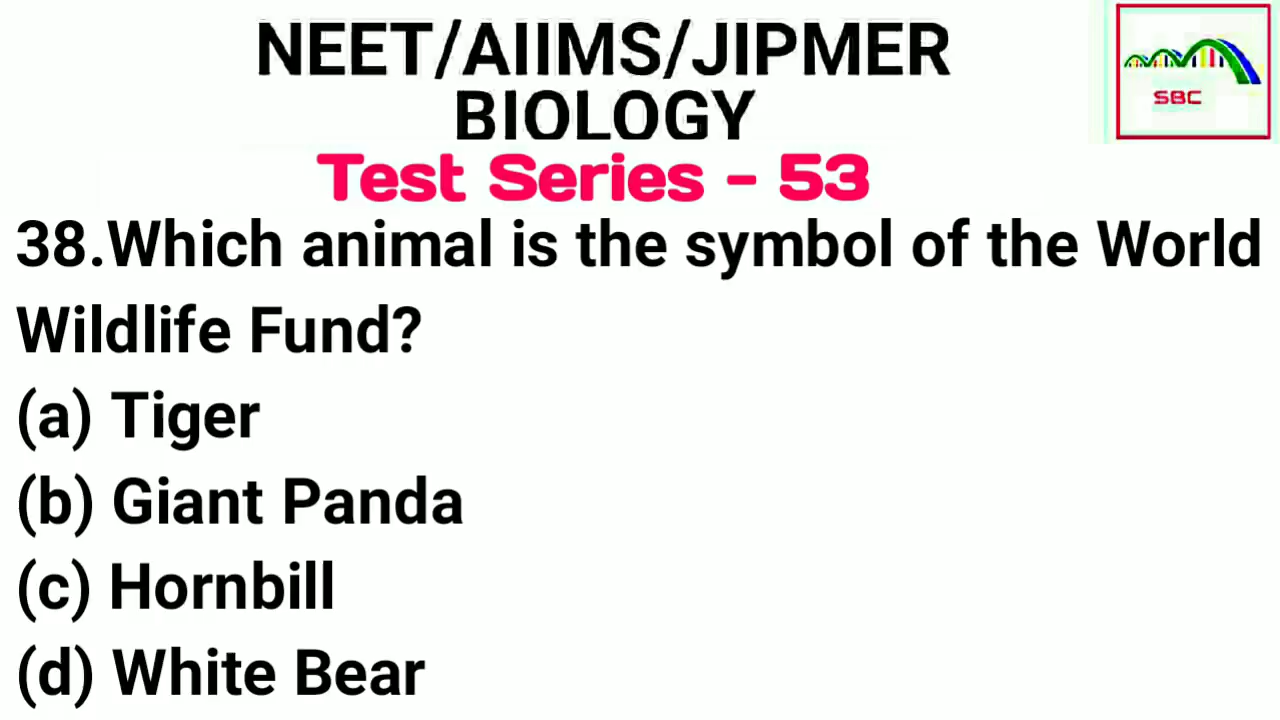 NEET/AIIMS/JIPMER
BIOLOGY
SBC
Test Series - 53
38.Which animal is the symbol of the World
Wildlife Fund?
(a) Tiger
(b) Giant Panda
(c) Hornbill
(d) White Bear